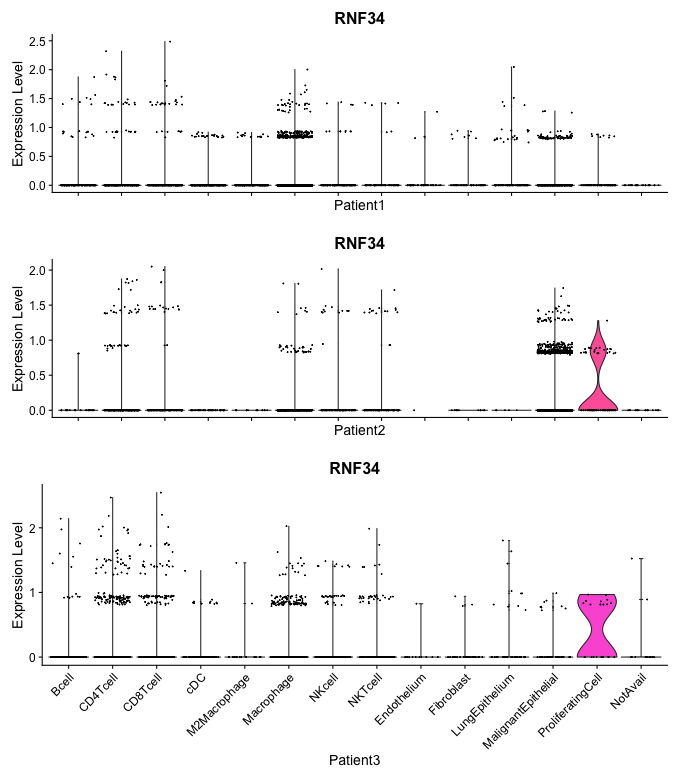 RNF34
Expression Level
2.5
2.0
1.5
1.0
0.5
0.0
Patient1
RNF34
Expression Level
2.0
1.5
1.0
0.5
0.0
Patient2
RNF34
Expression Level
2
1
0
Bcell
CD4Tcell
CD8Tcell
cDC
M2Macrophage
Macrophage
NKcell
NKTcell
Endothelium
Fibroblast
LungEpithelium
MalignantEpithelial
ProliferatingCell
NotAvail
Patient3